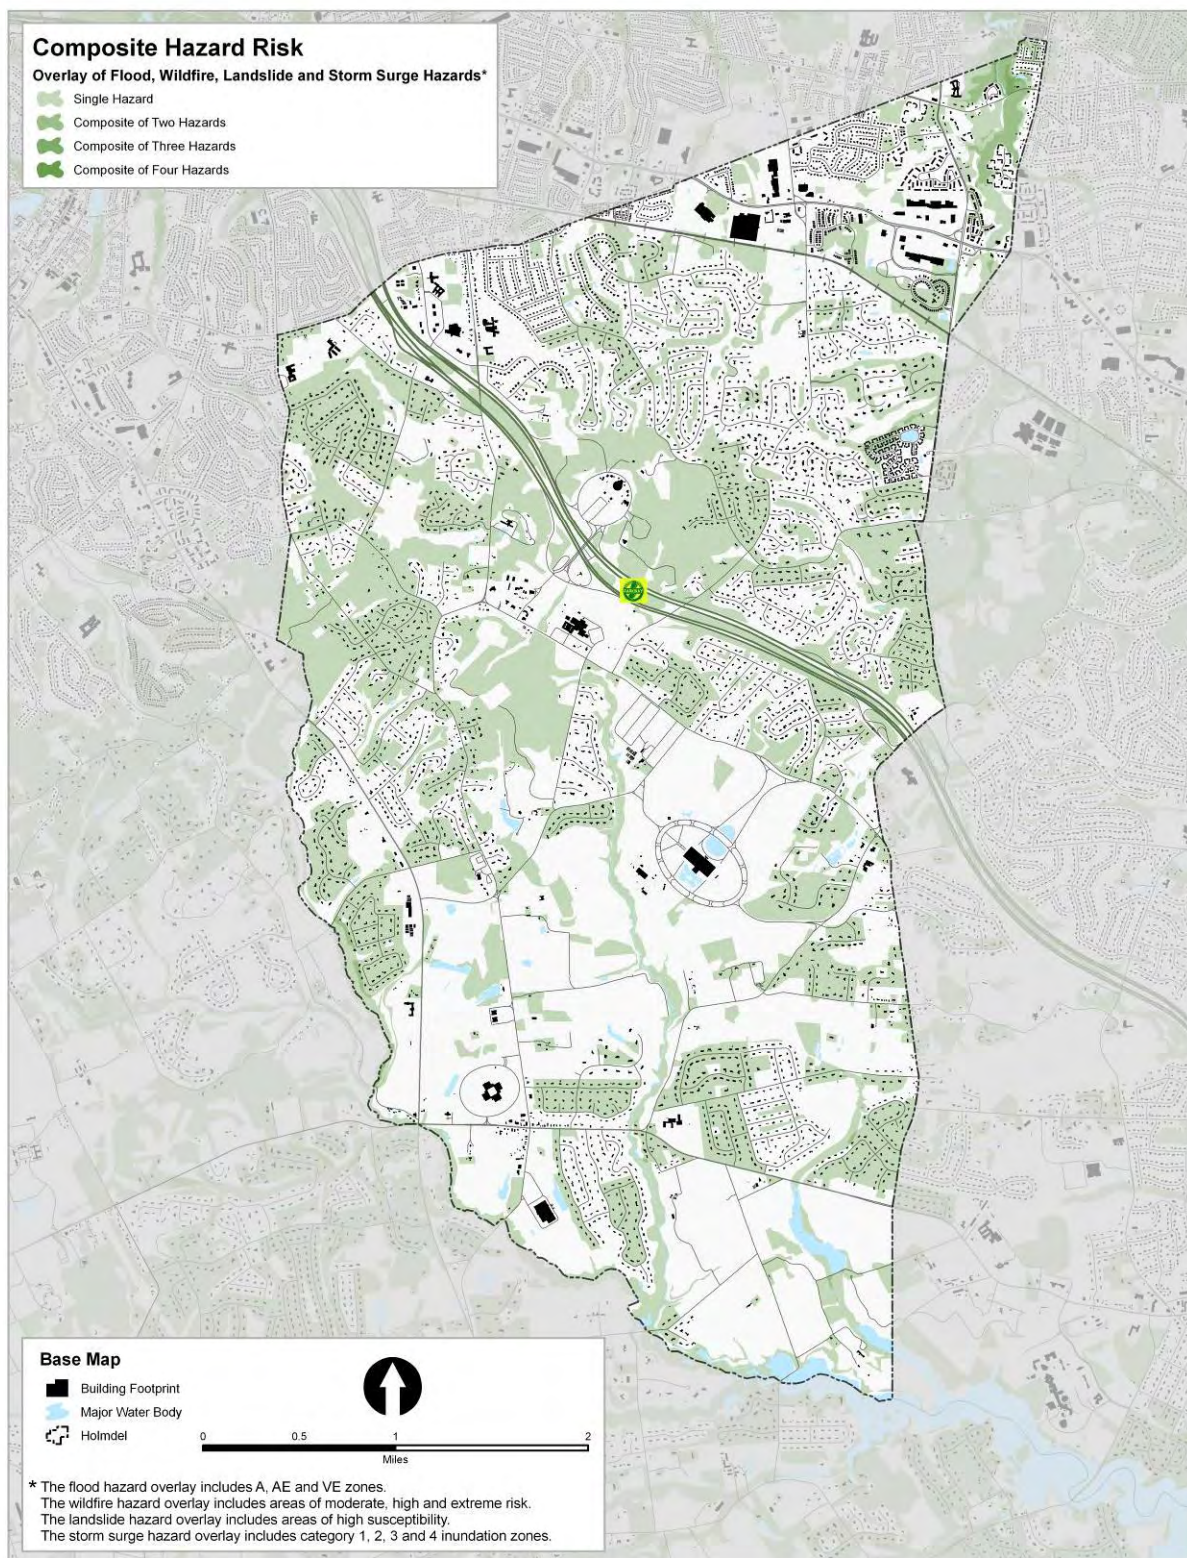 Composite Hazard Risk
Overlay of Flood, Wildfire, Landslide and Storm Surge Hazards*
Single Hazard
Composite of Two Hazards
Composite of Three Hazards
Composite of Four Hazards
Base Map
Building Footprint
Major Water Body
Holmdel
0 0.5 1 2
Miles
* The flood hazard overlay includes A, AE and VE zones.
The wildfire hazard overlay includes areas of moderate, high and extreme risk.
The landslide hazard overlay includes areas of high susceptibility.
The storm surge hazard overlay includes category 1, 2, 3 and 4 inundation zones.